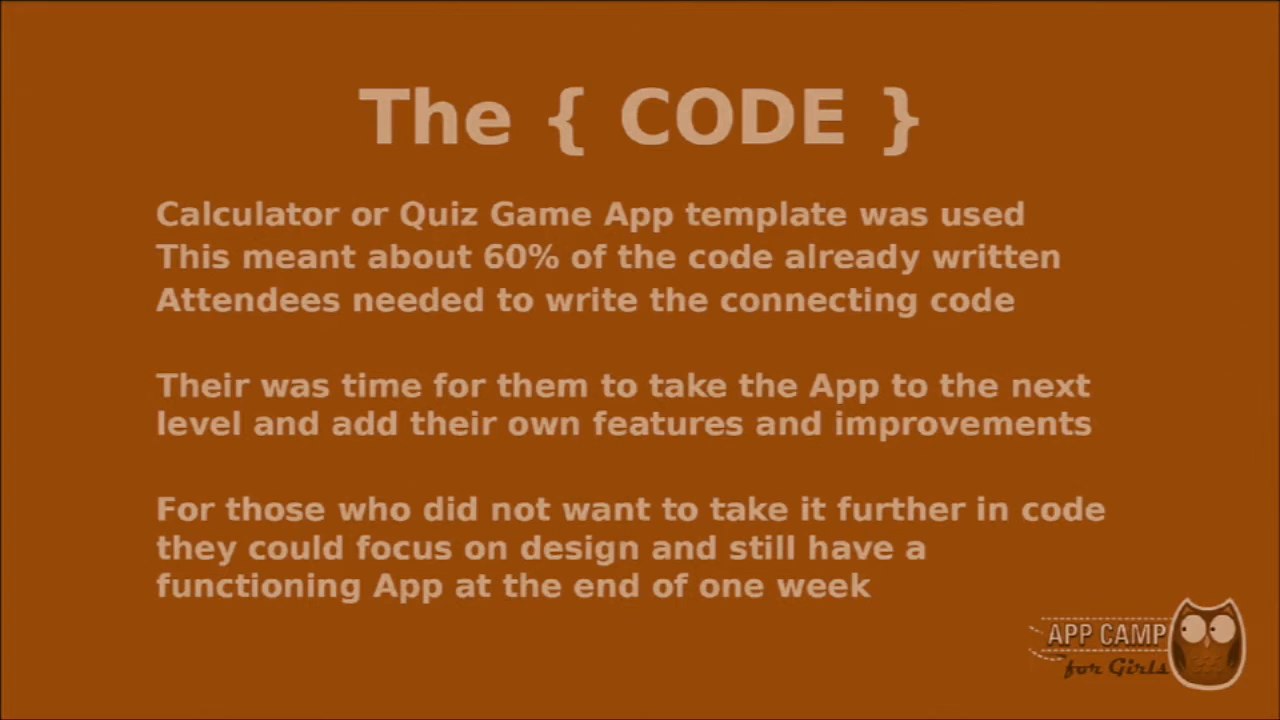 The { CODE }
Calculator or Quiz Game App template was used
This meant about 60% of the code already written
Attendees needed to write the connecting code
Their was time for them to take the App to the next
level and add their own features and improvements
For those who did not want to take it further in code
they could focus on design and still have a
functioning App at the end of one week
APP CAMP
for Girls